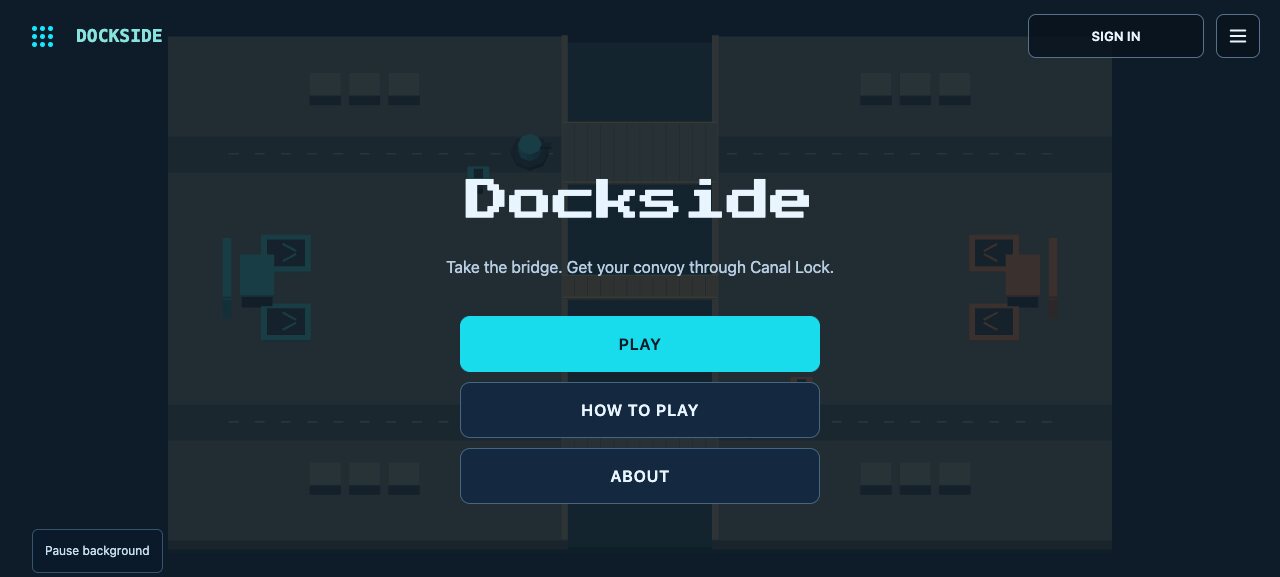 DOCKSIDE
SIGN IN
Dockside
Take the bridge. Get your convoy through Canal Lock.
PLAY
HOW TO PLAY
ABOUT
Pause background